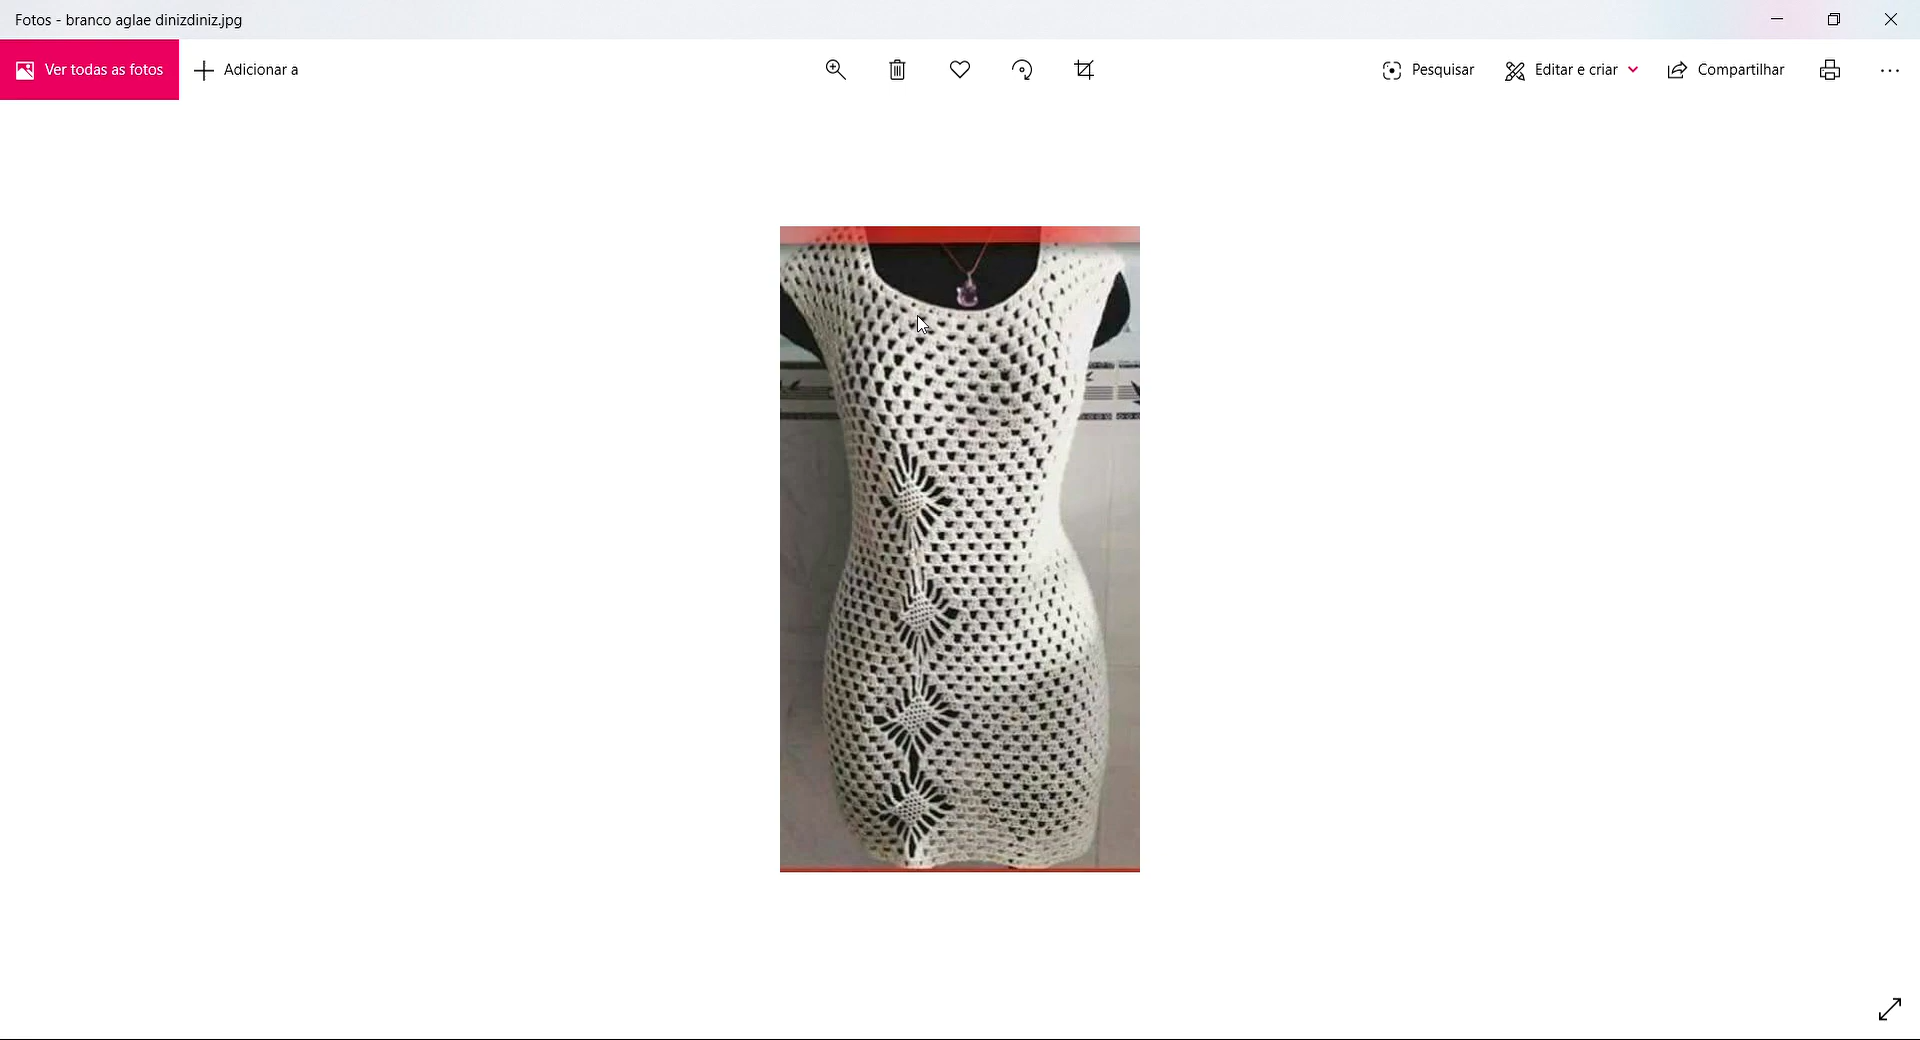 Fotos - branco aglae dinizdiniz.jpg
Ver todas as fotos
Adicionar a
Pesquisar
Editar e criar
Compartilhar